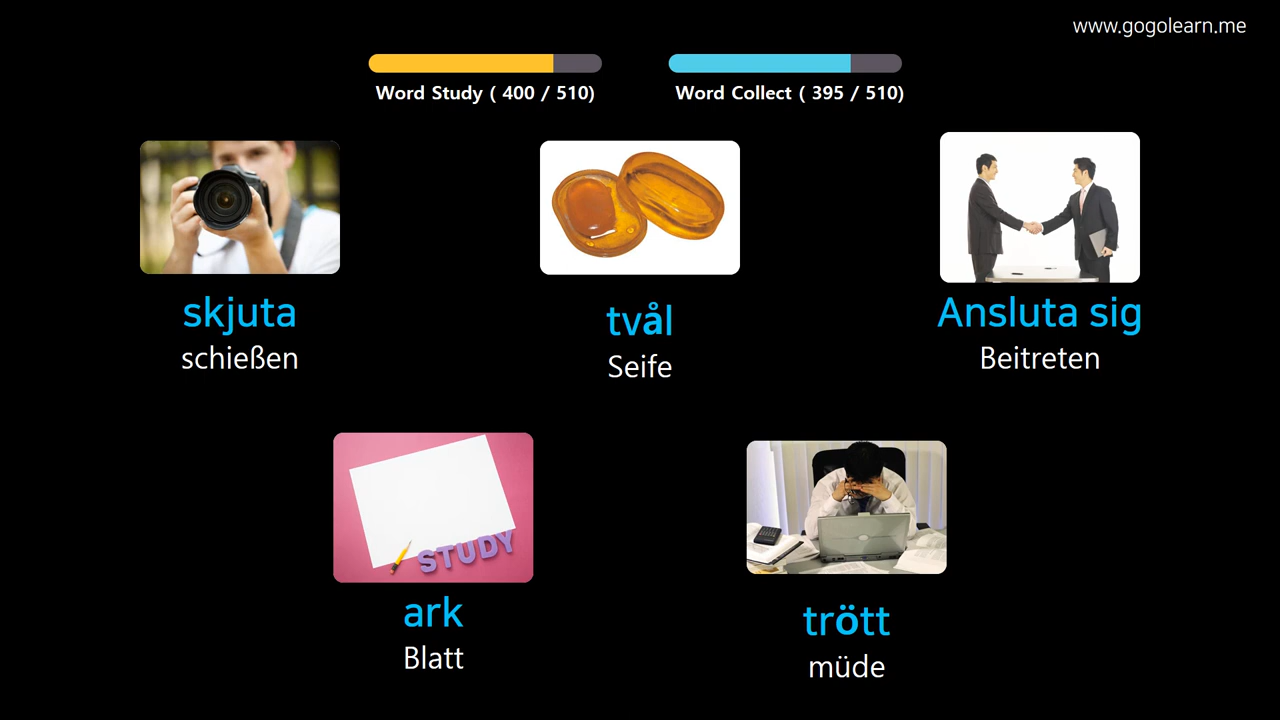 www.gogolearn.me
Word Study ( 400 / 510)
Word Collect ( 395 / 510)
skjuta
schießen
tvål
Seife
Ansluta sig
Beitreten
STUDY
ark
Blatt
trött
müde